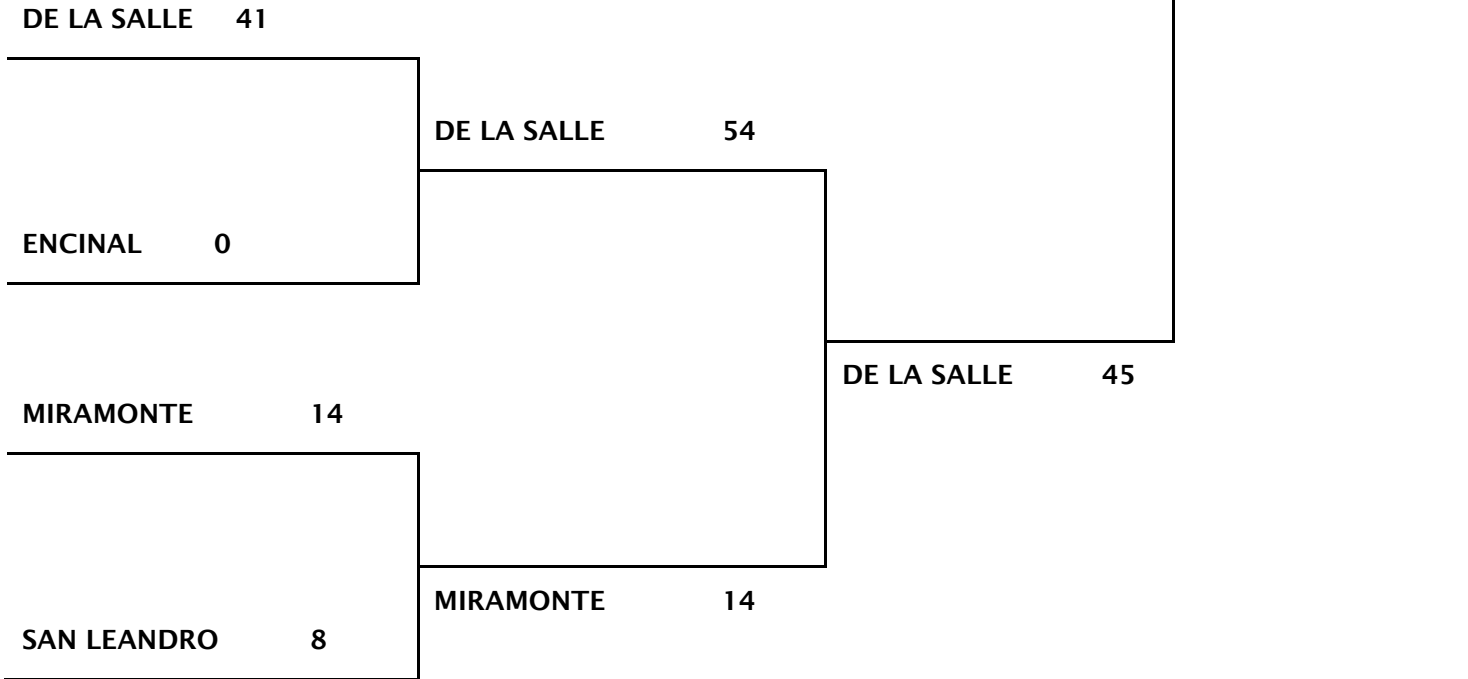 DE LA SALLE 41
DE LA SALLE 54
ENCINAL 0
DE LA SALLE 45
MIRAMONTE 14
MIRAMONTE 14
SAN LEANDRO 8